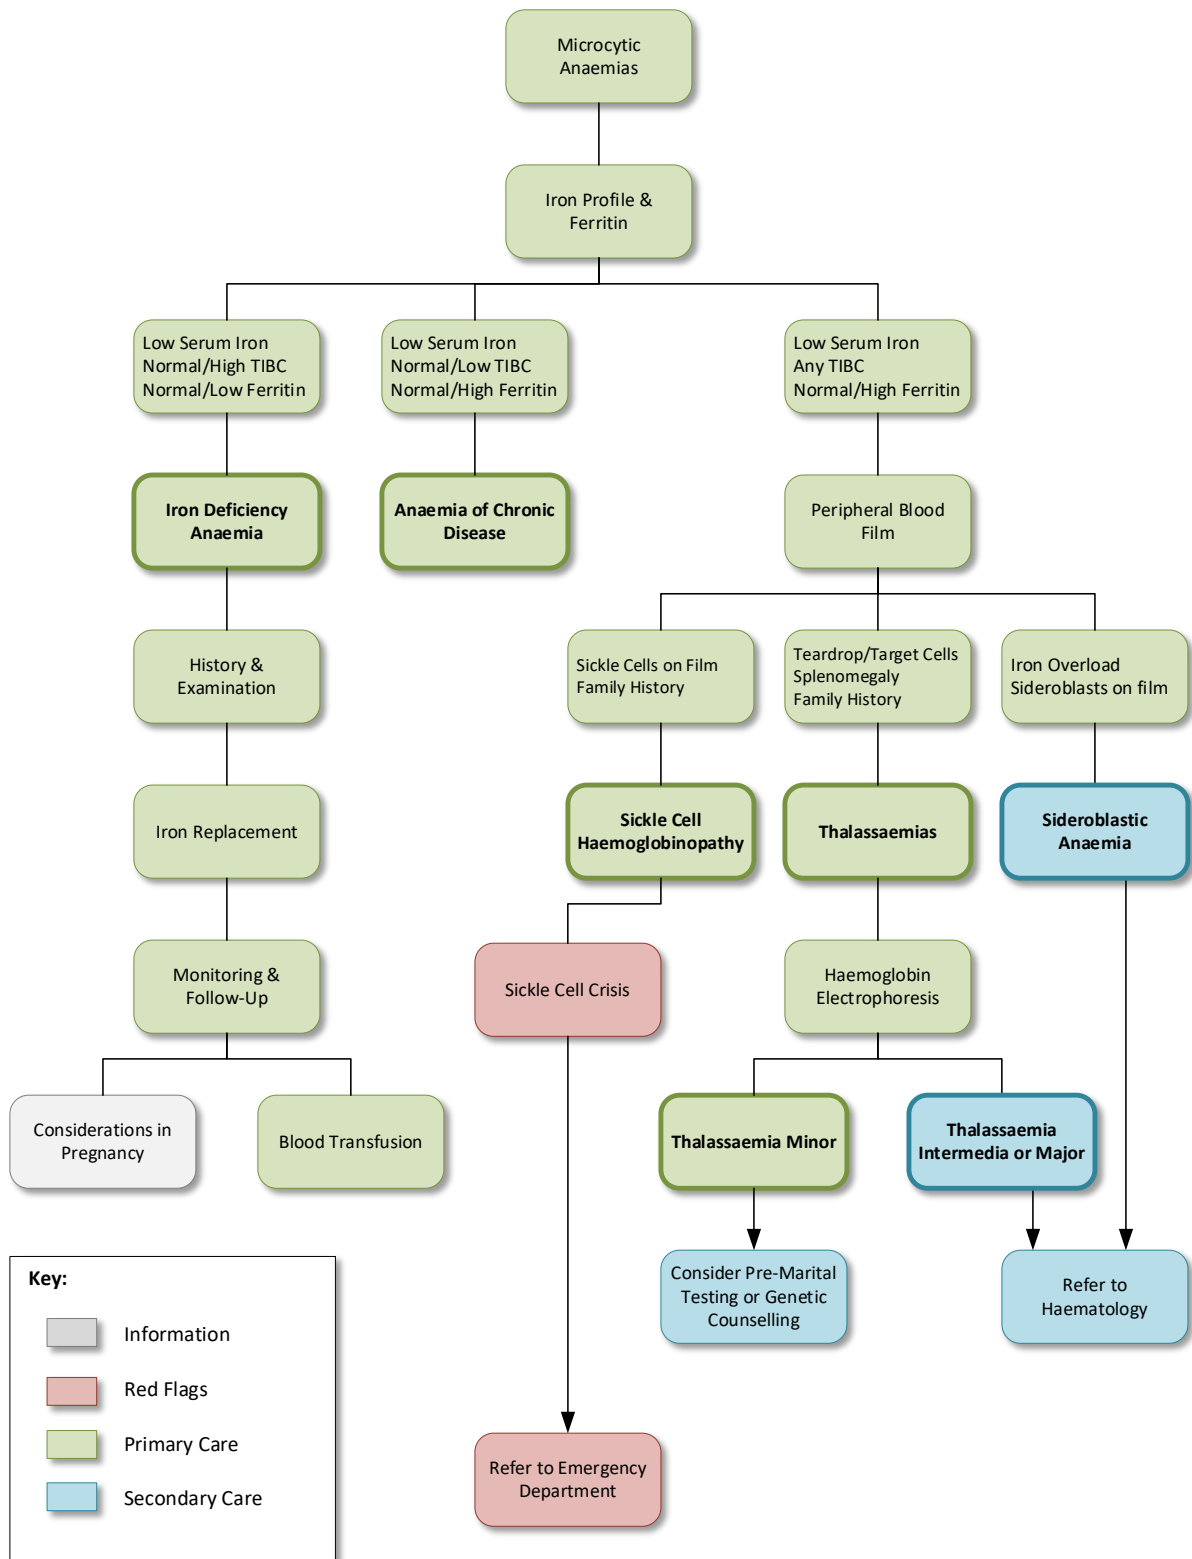 Microcytic
Anaemias
Iron Profile &
Ferritin
Low Serum Iron
Normal/High TIBC
Normal/Low Ferritin
Low Serum Iron
Normal/Low TIBC
Normal/High Ferritin
Low Serum Iron
Any TIBC
Normal/High Ferritin
Iron Deficiency
Anaemia
Anaemia of Chronic
Disease
Peripheral Blood
Film
History &
Examination
Sickle Cells on Film
Family History
Teardrop/Target Cells
Splenomegaly
Family History
Iron Overload
Sideroblasts on film
Iron Replacement
Sickle Cell
Haemoglobinopathy
Thalassaemias
Sideroblastic
Anaemia
Monitoring &
Follow-Up
Sickle Cell Crisis
Haemoglobin
Electrophoresis
Considerations in
Pregnancy
Blood Transfusion
Thalassaemia Minor
Thalassaemia
Intermedia or Major
Consider Pre-Marital
Testing or Genetic
Counselling
Refer to
Haematology
Key:
Information
Red Flags
Primary Care
Secondary Care
Refer to Emergency
Department